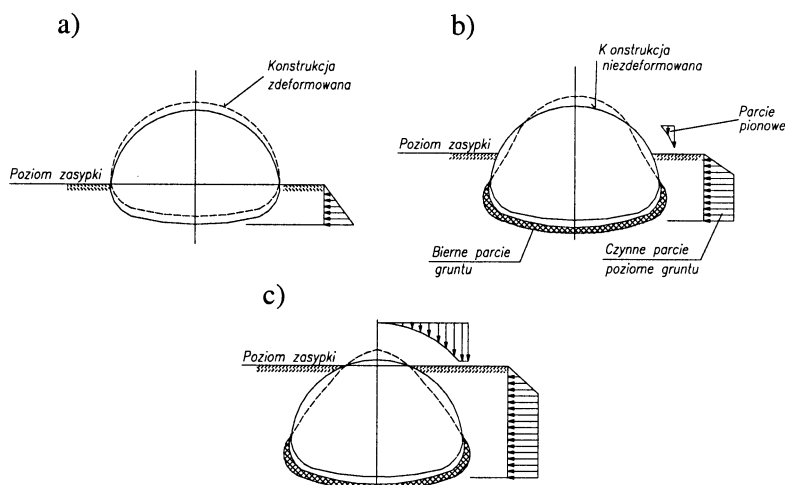 a)
Konstrukcja
zdeformowana
Poziom zasypki
b)
Konstrukcja
niezdeformowana
Parcie
pionowe
Poziom zasypki
Bierne parcie
gruntu
Czynne parcie
poziome gruntu
c)
Poziom zasypki